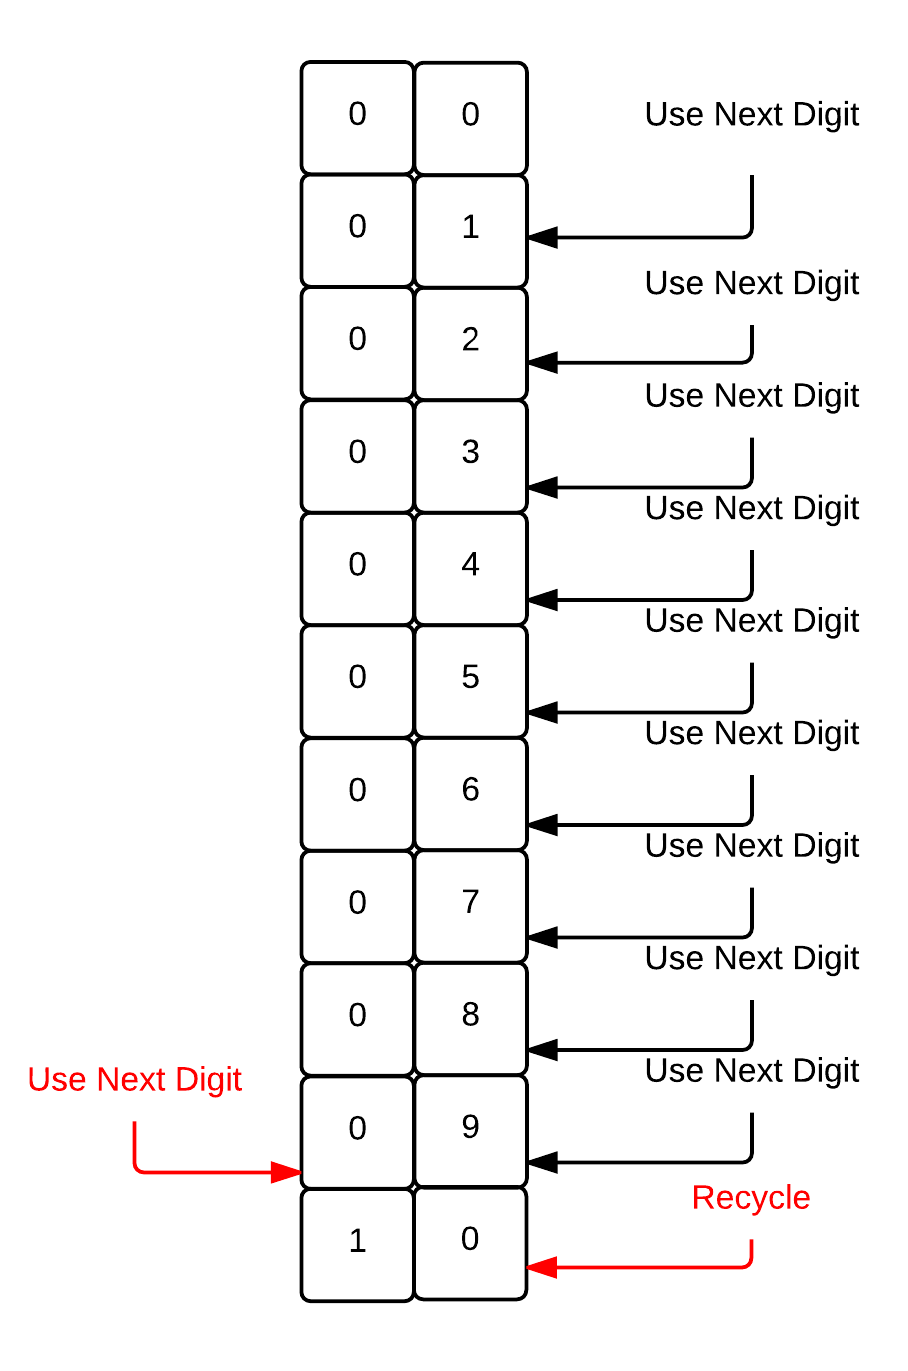 0 0 Use Next Digit
0 1
0 2 Use Next Digit
0 3 Use Next Digit
0 4 Use Next Digit
0 5 Use Next Digit
0 6 Use Next Digit
0 7 Use Next Digit
0 8 Use Next Digit
Use Next Digit 0 9 Use Next Digit
1 0 Recycle